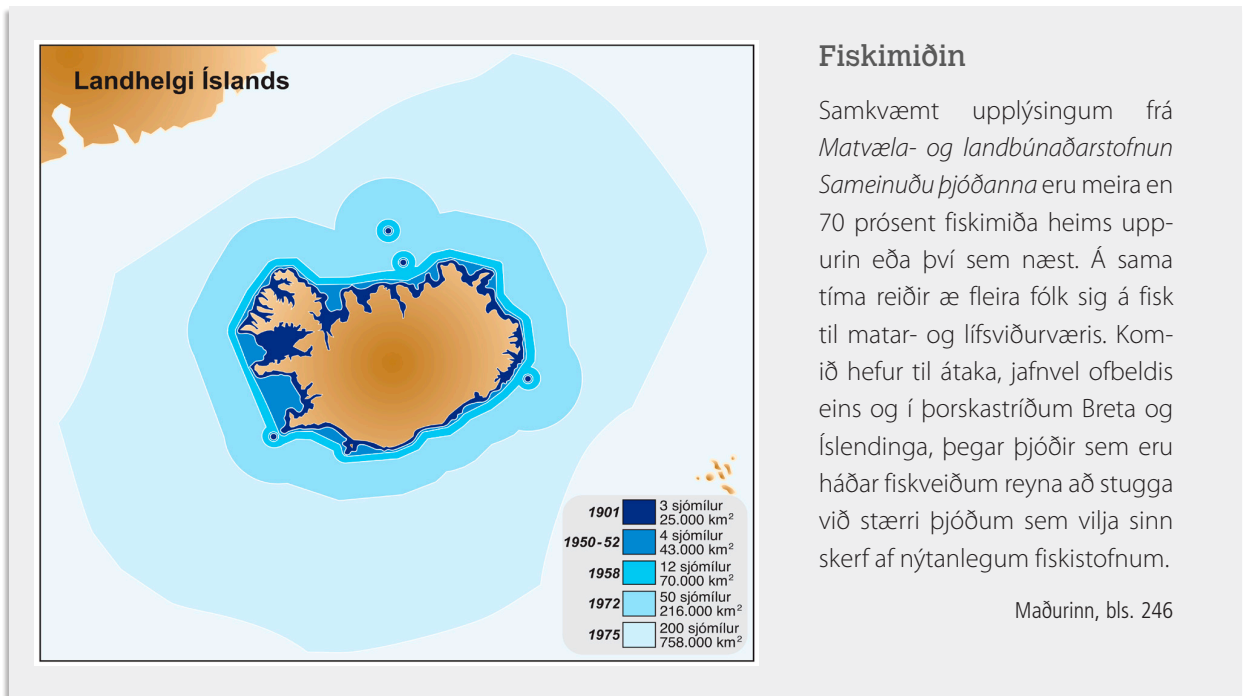 Landhelgi Íslands
1901 3 sjómílur
25.000 km²
1950-52 4 sjómílur
43.000 km²
1958 12 sjómílur
70.000 km²
1972 50 sjómílur
216.000 km²
1975 200 sjómílur
758.000 km²
Fiskimiðin
Samkvæmt upplýsingum frá
Matvæla- og landbúnaðarstofnun
Sameinuðu þjóðanna eru meira en
70 prósent fiskimiða heims upp-
urin eða því sem næst. Á sama
tíma reiðir æ fleira fólk sig á fisk
til matar- og lífsviðurværis. Kom-
ið hefur til átaka, jafnvel ofbeldis
eins og í þorskastríðum Breta og
Íslendinga, þegar þjóðir sem eru
háðar fiskveiðum reyna að stugga
við stærri þjóðum sem vilja sinn
skerf af nýtanlegum fiskistofnum.
Maðurinn, bls. 246